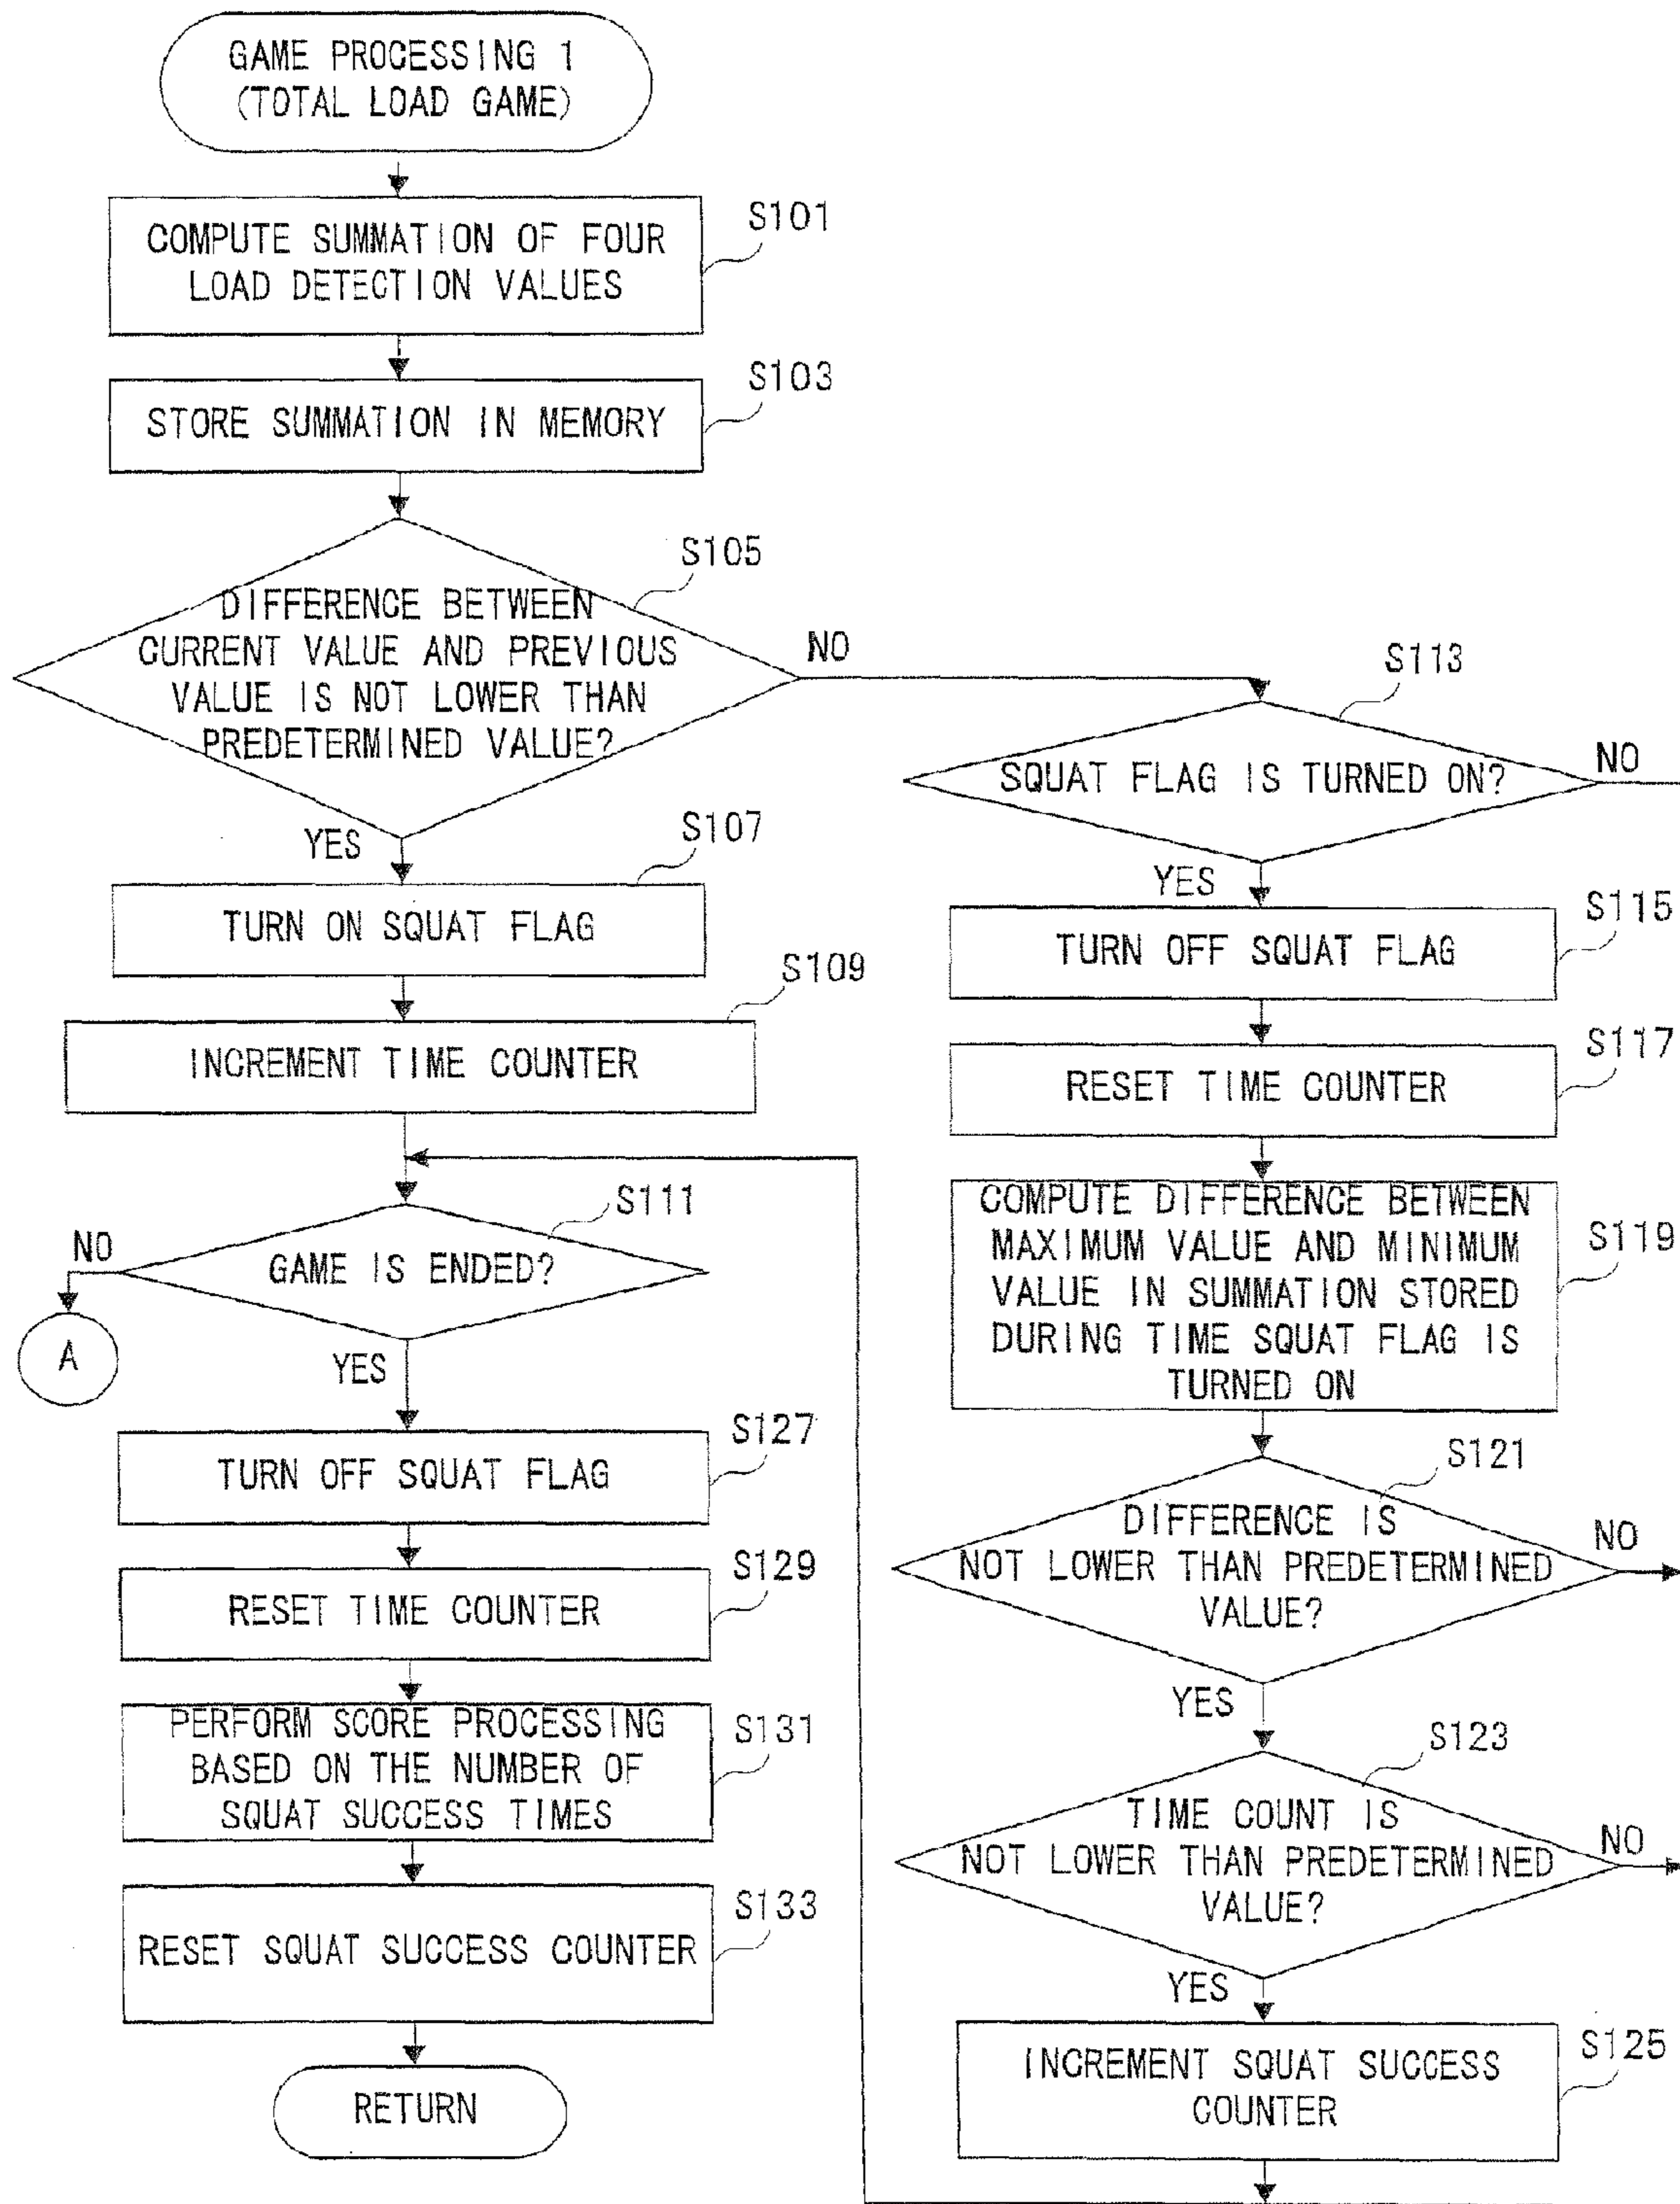 GAME PROCESSING 1
(TOTAL LOAD GAME)
S101
COMPUTE SUMMATION OF FOUR
LOAD DETECTION VALUES
S103
STORE SUMMATION IN MEMORY
S105
DIFFERENCE BETWEEN
CURRENT VALUE AND PREVIOUS
VALUE IS NOT LOWER THAN
PREDETERMINED VALUE?
NO
YES
S107
TURN ON SQUAT FLAG
S109
INCREMENT TIME COUNTER
S111
GAME IS ENDED?
NO
A
YES
S127
TURN OFF SQUAT FLAG
S129
RESET TIME COUNTER
S131
PERFORM SCORE PROCESSING
BASED ON THE NUMBER OF
SQUAT SUCCESS TIMES
S133
RESET SQUAT SUCCESS COUNTER
RETURN
S113
SQUAT FLAG IS TURNED ON?
NO
YES
S115
TURN OFF SQUAT FLAG
S117
RESET TIME COUNTER
S119
COMPUTE DIFFERENCE BETWEEN
MAXIMUM VALUE AND MINIMUM
VALUE IN SUMMATION STORED
DURING TIME SQUAT FLAG IS
TURNED ON
S121
DIFFERENCE IS
NOT LOWER THAN PREDETERMINED
VALUE?
NO
YES
S123
TIME COUNT IS
NOT LOWER THAN PREDETERMINED
VALUE?
NO
YES
S125
INCREMENT SQUAT SUCCESS
COUNTER